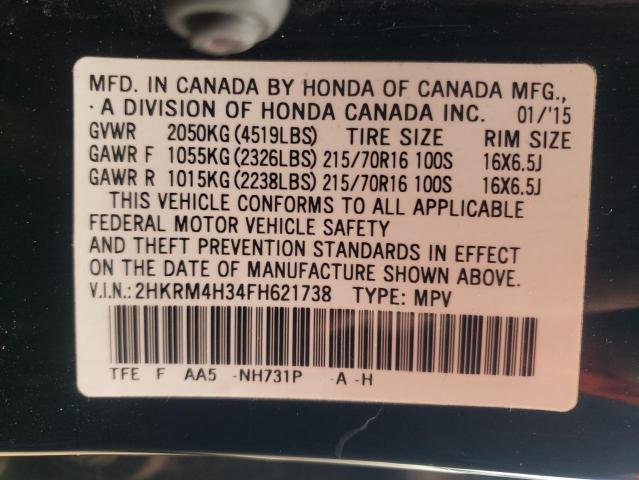 MFD. IN CANADA BY HONDA OF CANADA MFG.,
A DIVISION OF HONDA CANADA INC. 01/'15
GVWR 2050KG (4519LBS) TIRE SIZE RIM SIZE
GAWR F 1055KG (2326LBS) 215/70R16 100S 16X6.5J
GAWR R 1015KG (2238LBS) 215/70R16 100S 16X6.5J
THIS VEHICLE CONFORMS TO ALL APPLICABLE
FEDERAL MOTOR VEHICLE SAFETY
AND THEFT PREVENTION STANDARDS IN EFFECT
ON THE DATE OF MANUFACTURE SHOWN ABOVE.
V.I.N.: 2HKRM4H34FH621738 TYPE: MPV
TFE F AA5 -NH731P -A -H